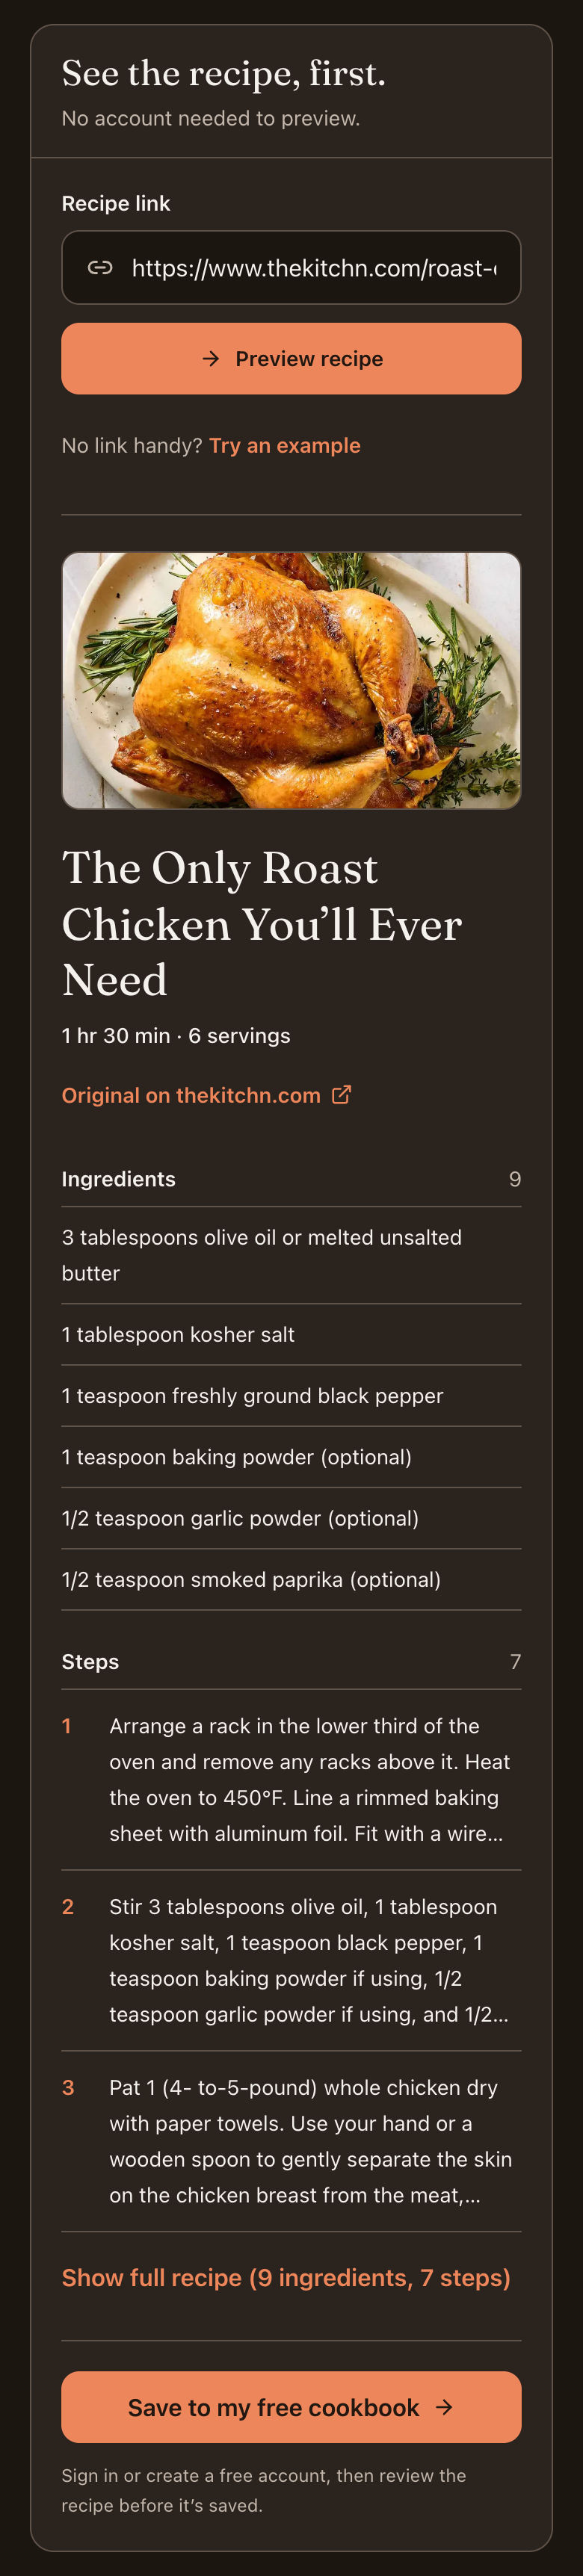 See the recipe, first.
No account needed to preview.
Recipe link
https://www.thekitchn.com/roast-
Preview recipe
No link handy? Try an example
The Only Roast
Chicken You’ll Ever
Need
1 hr 30 min · 6 servings
Original on thekitchn.com
Ingredients 9
3 tablespoons olive oil or melted unsalted
butter
1 tablespoon kosher salt
1 teaspoon freshly ground black pepper
1 teaspoon baking powder (optional)
1/2 teaspoon garlic powder (optional)
1/2 teaspoon smoked paprika (optional)
Steps 7
1 Arrange a rack in the lower third of the
oven and remove any racks above it. Heat
the oven to 450°F. Line a rimmed baking
sheet with aluminum foil. Fit with a wire...
2 Stir 3 tablespoons olive oil, 1 tablespoon
kosher salt, 1 teaspoon black pepper, 1
teaspoon baking powder if using, 1/2
teaspoon garlic powder if using, and 1/2...
3 Pat 1 (4- to-5-pound) whole chicken dry
with paper towels. Use your hand or a
wooden spoon to gently separate the skin
on the chicken breast from the meat,...
Show full recipe (9 ingredients, 7 steps)
Save to my free cookbook
Sign in or create a free account, then review the
recipe before it’s saved.